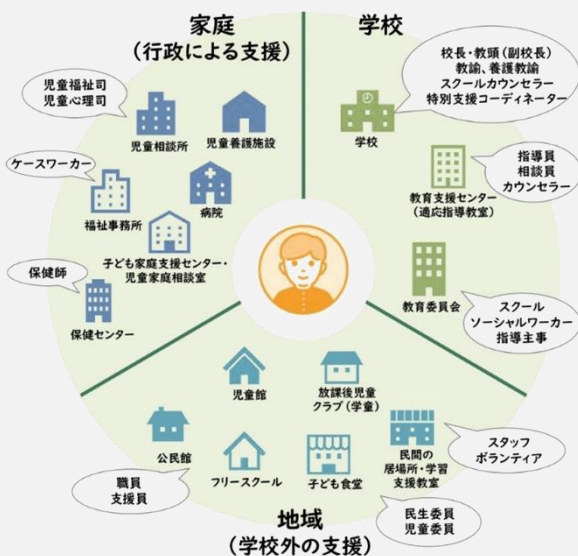 家庭
(行政による支援)
児童福祉司
児童心理司
児童相談所
児童養護施設
ケースワーカー
福祉事務所
病院
子ども家庭支援センター・
児童家庭相談室
保健師
保健センター
学校
校長・教頭(副校長)
教諭、養護教諭
スクールカウンセラー
特別支援コーディネーター
学校
指導員
相談員
カウンセラー
教育支援センター
(適応指導教室)
教育委員会
スクール
ソーシャルワーカー
指導主事
児童館
放課後児童
クラブ(学童)
公民館
フリースクール
子ども食堂
民間の
居場所・学習
支援教室
スタッフ
ボランティア
職員
支援員
民生委員
児童委員
地域
(学校外の支援)